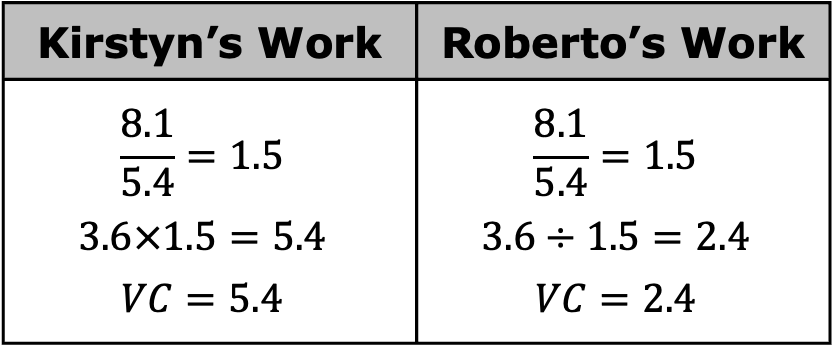 Kirstyn’s Work
8.1
5.4
= 1.5
3.6×1.5 = 5.4
VC = 5.4
Roberto’s Work
8.1
5.4
= 1.5
3.6 ÷ 1.5 = 2.4
VC = 2.4